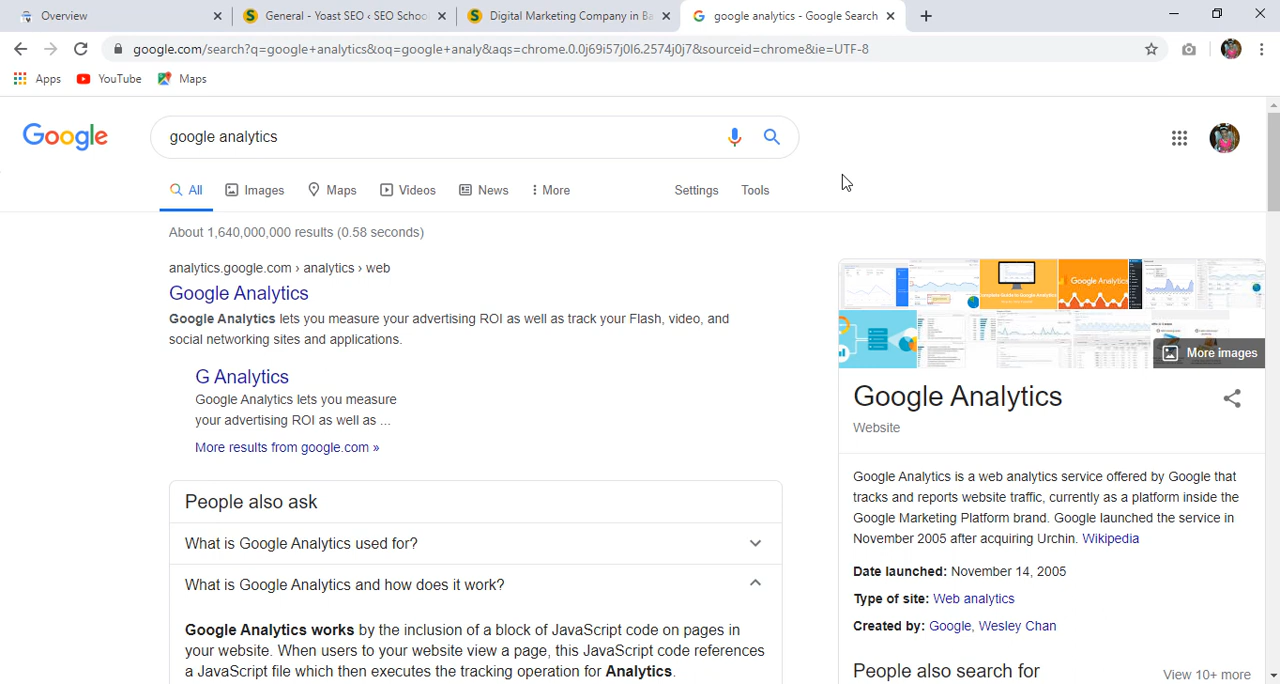 Overview
General - Yoast SEO ‹ SEO Schoo
Digital Marketing Company in Ba
google analytics - Google Search
google.com/search?q=google+analytics&oq=google+analy&aqs=chrome.0.0j69i57j0l6.2574j0j7&sourceid=chrome&ie=UTF-8
Apps YouTube Maps
Google
google analytics
All Images Maps Videos News More Settings Tools
About 1,640,000,000 results (0.58 seconds)
analytics.google.com › analytics › web
Google Analytics
Google Analytics lets you measure your advertising ROI as well as track your Flash, video, and
social networking sites and applications.
G Analytics
Google Analytics lets you measure
your advertising ROI as well as ...
More results from google.com »
People also ask
What is Google Analytics used for?
What is Google Analytics and how does it work?
Google Analytics works by the inclusion of a block of JavaScript code on pages in
your website. When users to your website view a page, this JavaScript code references
a JavaScript file which then executes the tracking operation for Analytics.
Google Analytics
More images
Google Analytics
Website
Google Analytics is a web analytics service offered by Google that
tracks and reports website traffic, currently as a platform inside the
Google Marketing Platform brand. Google launched the service in
November 2005 after acquiring Urchin. Wikipedia
Date launched: November 14, 2005
Type of site: Web analytics
Created by: Google, Wesley Chan
People also search for
View 10+ more